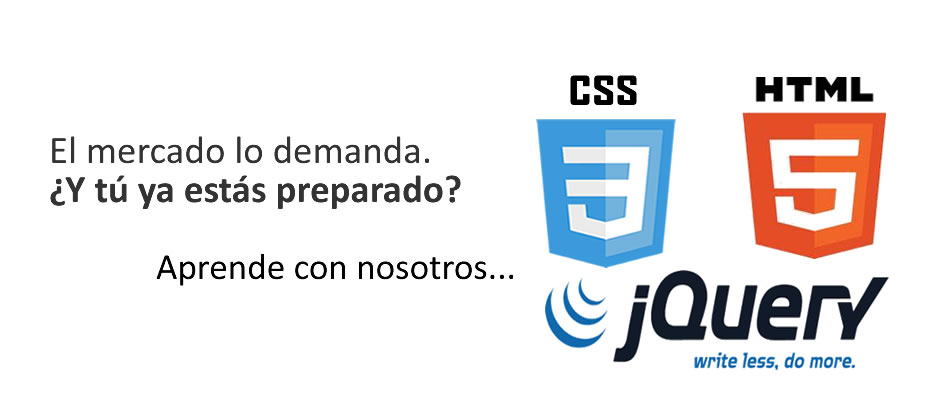 El mercado lo demanda.
¿Y tú ya estás preparado?
Aprende con nosotros...
CSS
3
HTML
5
jQuery
write less, do more.